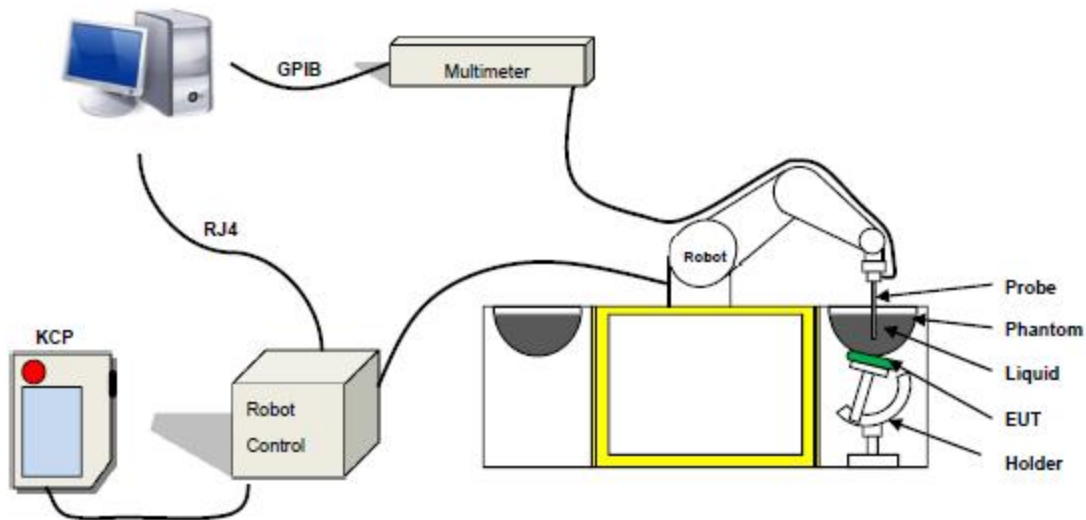 GPIB
Multimeter
RJ4
Robot
Probe
Phantom
KCP
Liquid
Robot
Control
EUT
Holder